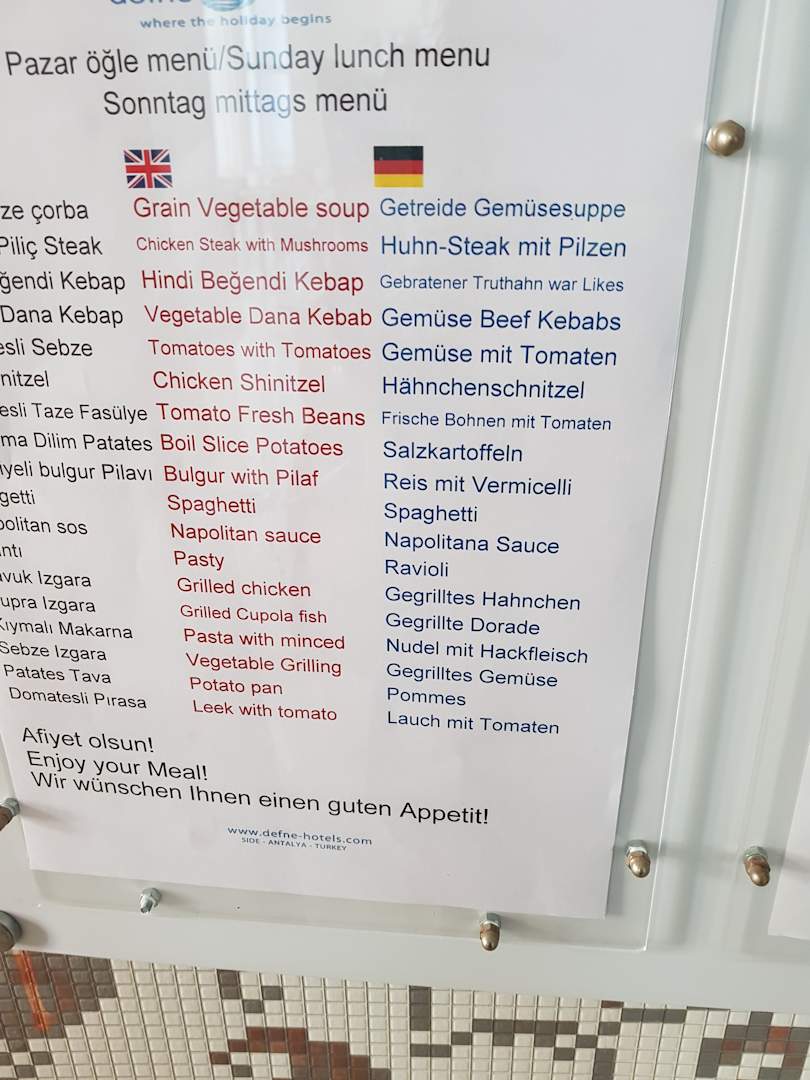 defne
where the holiday begins
Pazar öğle menü/Sunday lunch menu
Sonntag mittags menü
ze çorba Grain Vegetable soup Getreide Gemüsesuppe
Piliç Steak Chicken Steak with Mushrooms Huhn-Steak mit Pilzen
ğendi Kebap Hindi Beğendi Kebap Gebratener Truthahn war Likes
Dana Kebap Vegetable Dana Kebab Gemüse Beef Kebabs
esli Sebze Tomatoes with Tomatoes Gemüse mit Tomaten
nitzel Chicken Shinitzel Hähnchenschnitzel
esli Taze Fasülye Tomato Fresh Beans Frische Bohnen mit Tomaten
ma Dilim Patates Boil Slice Potatoes Salzkartoffeln
iyeli bulgur Pilavı Bulgur with Pilaf Reis mit Vermicelli
getti Spaghetti Spaghetti
politan sos Napolitan sauce Napolitana Sauce
ntı Pasty Ravioli
vuk Izgara Grilled chicken Gegrilltes Hahnchen
upra Izgara Grilled Cupola fish Gegrillte Dorade
Kıymalı Makarna Pasta with minced Nudel mit Hackfleisch
Sebze Izgara Vegetable Grilling Gegrilltes Gemüse
Patates Tava Potato pan Pommes
Domatesli Pırasa Leek with tomato Lauch mit Tomaten
Afiyet olsun!
Enjoy your Meal!
Wir wünschen Ihnen einen guten Appetit!
www.defne-hotels.com
SIDE - ANTALYA - TURKEY